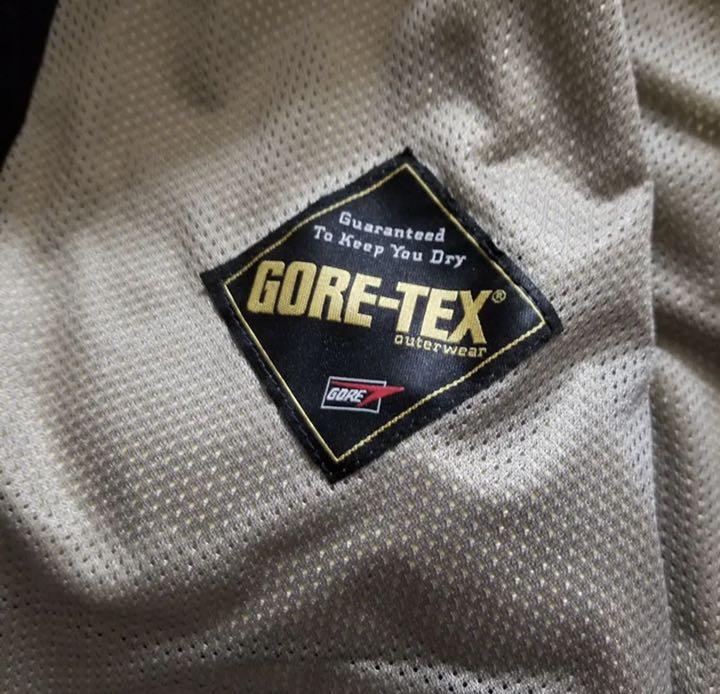 Guaranteed
To Keep You Dry
GORE-TEX®
outerwear
GORE